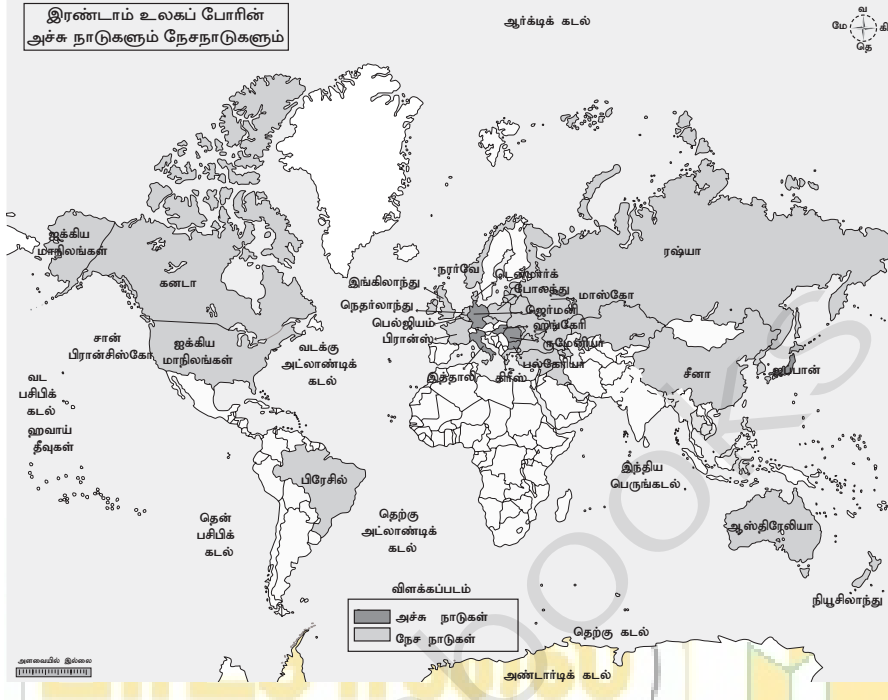 இரண்டாம் உலகப் போரின்
அச்சு நாடுகளும் நேசநாடுகளும்
ஆர்க்டிக் கடல்
வ
மே
கி
தெ
ஐக்கிய
மாநிலங்கள்
கனடா
ரஷ்யா
நார்வே
டென்மார்க்
இங்கிலாந்து
போலந்து
மாஸ்கோ
நெதர்லாந்து
ஜெர்மனி
பெல்ஜியம்
ஹங்கேரி
பிரான்ஸ்
ருமேனியா
பல்கேரியா
இத்தாலி
கிரீஸ்
சான்
பிரான்சிஸ்கோ
ஐக்கிய
மாநிலங்கள்
வடக்கு
அட்லாண்டிக்
கடல்
சீனா
ஜப்பான்
வட
பசிபிக்
கடல்
ஹவாய்
தீவுகள்
பிரேசில்
இந்திய
பெருங்கடல்
தென்
பசிபிக்
கடல்
தெற்கு
அட்லாண்டிக்
கடல்
ஆஸ்திரேலியா
நியூசிலாந்து
விளக்கப்படம்
அச்சு நாடுகள்
நேச நாடுகள்
தெற்கு கடல்
அளவையில் இல்லை
அண்டார்டிக் கடல்
books